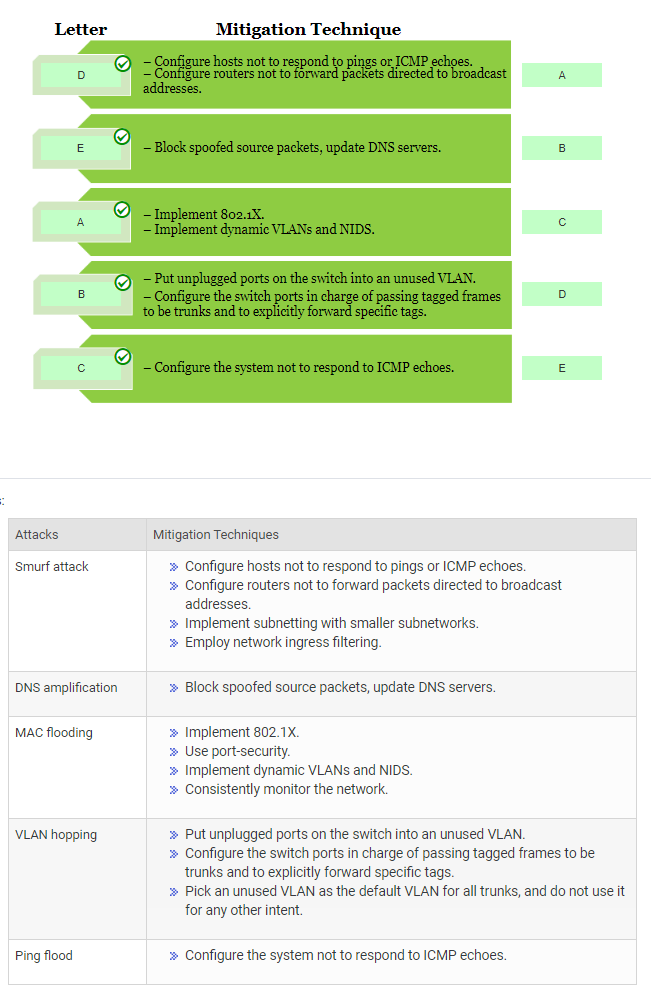 Letter Mitigation Technique
D – Configure hosts not to respond to pings or ICMP echoes. A
– Configure routers not to forward packets directed to broadcast
addresses.
E – Block spoofed source packets, update DNS servers. B
A – Implement 802.1X. C
– Implement dynamic VLANs and NIDS.
B – Put unplugged ports on the switch into an unused VLAN. D
– Configure the switch ports in charge of passing tagged frames
to be trunks and to explicitly forward specific tags.
C – Configure the system not to respond to ICMP echoes. E
s:
Attacks Mitigation Techniques
Smurf attack » Configure hosts not to respond to pings or ICMP echoes.
» Configure routers not to forward packets directed to broadcast
addresses.
» Implement subnetting with smaller subnetworks.
» Employ network ingress filtering.
DNS amplification » Block spoofed source packets, update DNS servers.
MAC flooding » Implement 802.1X.
» Use port-security.
» Implement dynamic VLANs and NIDS.
» Consistently monitor the network.
VLAN hopping » Put unplugged ports on the switch into an unused VLAN.
» Configure the switch ports in charge of passing tagged frames to be
trunks and to explicitly forward specific tags.
» Pick an unused VLAN as the default VLAN for all trunks, and do not use it
for any other intent.
Ping flood » Configure the system not to respond to ICMP echoes.